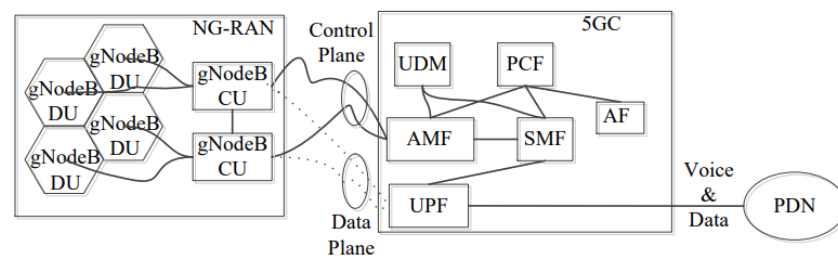 NG-RAN
gNodeB
DU
gNodeB
DU
gNodeB
DU
gNodeB
DU
gNodeB
CU
gNodeB
CU
Control
Plane
Data
Plane
5GC
UDM
PCF
AF
AMF
SMF
UPF
Voice
&
Data
PDN